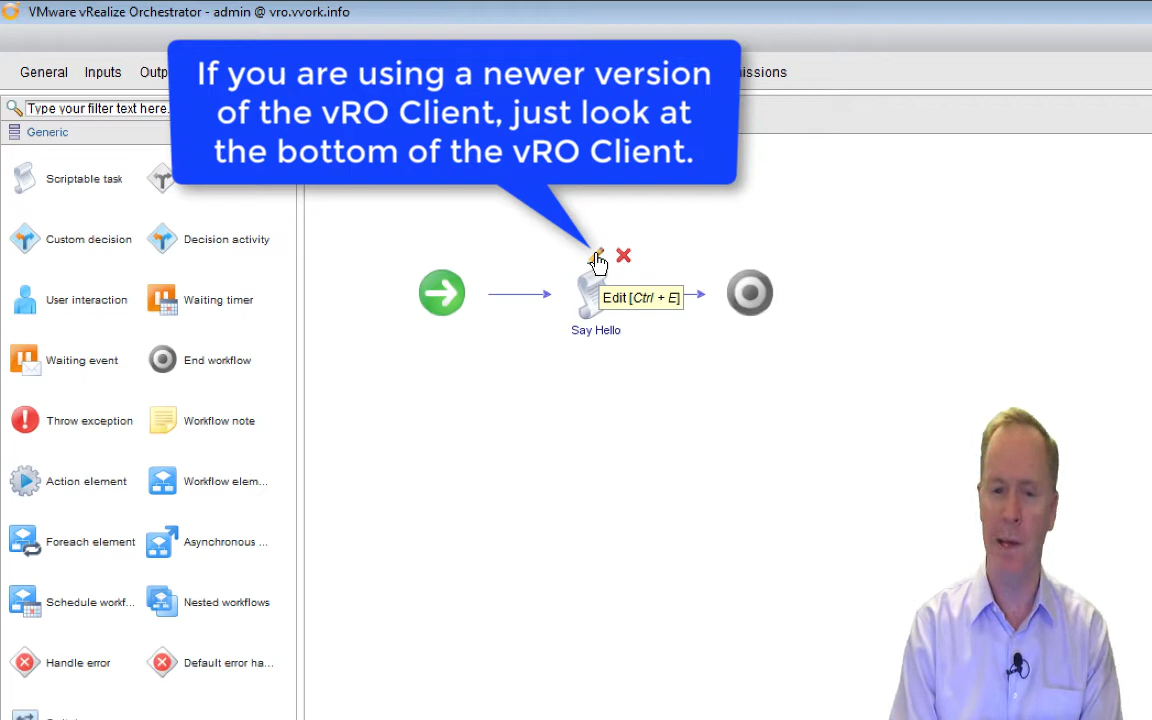 VMware vRealize Orchestrator - admin @ vro.vvork.info
General Inputs
If you are using a newer version
of the vRO Client, just look at
the bottom of the vRO Client.
Type your filter text here.
Generic
Scriptable task
Custom decision
Decision activity
User interaction
Waiting timer
Waiting event
End workflow
Throw exception
Workflow note
Action element
Workflow elem...
Foreach element
Asynchronous ...
Schedule workf...
Nested workflows
Handle error
Default error ha...
Edit [Ctrl + E]
Say Hello